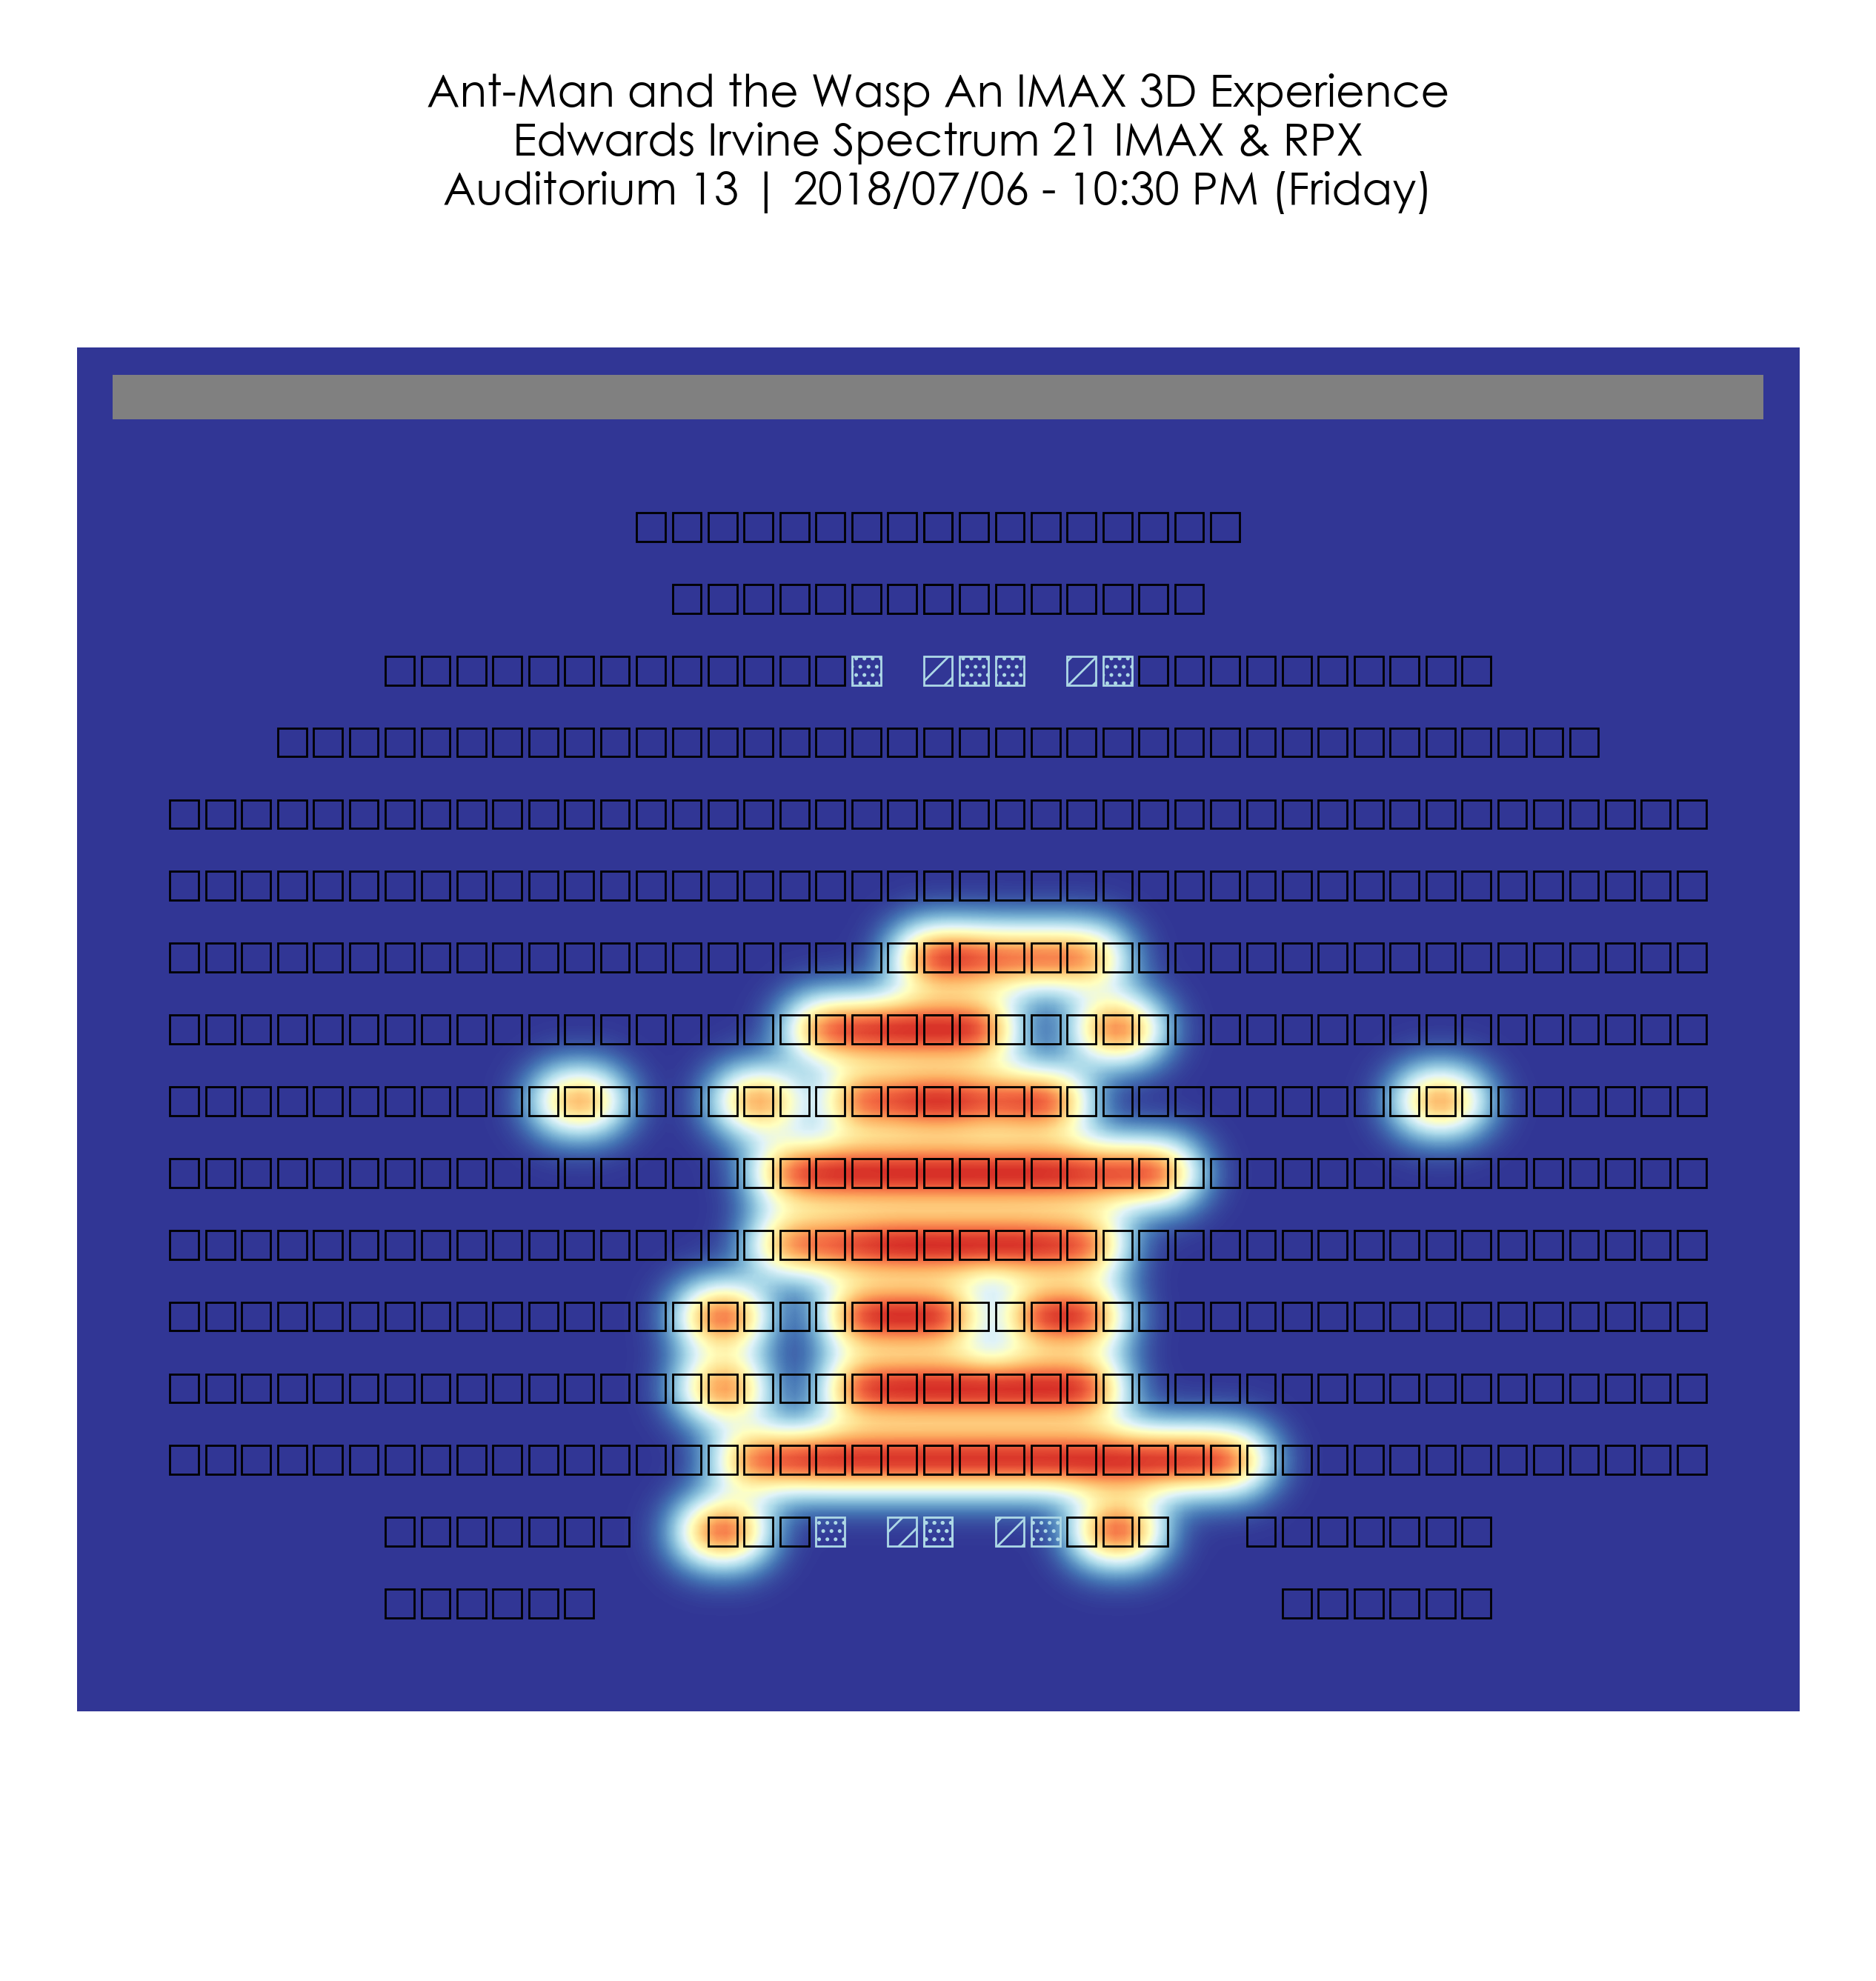 Ant-Man and the Wasp An IMAX 3D Experience
Edwards Irvine Spectrum 21 IMAX & RPX
Auditorium 13 | 2018/07/06 - 10:30 PM (Friday)